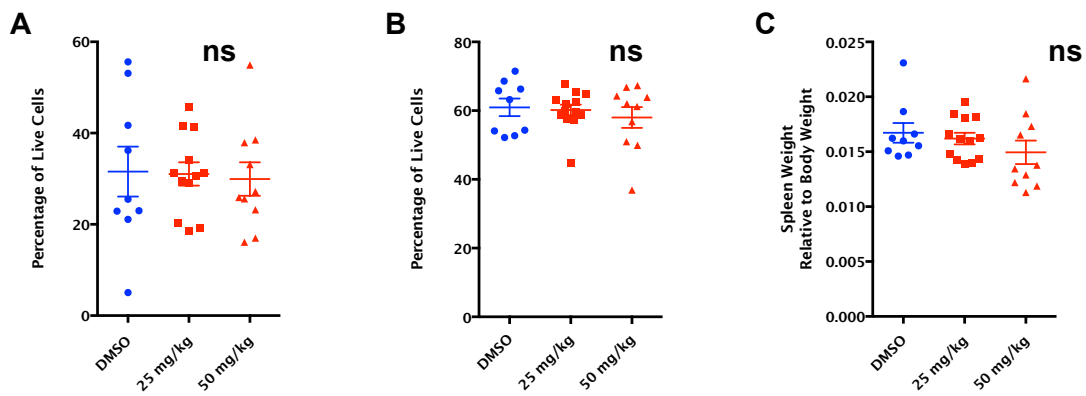 A
ns
Percentage of Live Cells
60
40
20
0
DMSO
25 mg/kg
50 mg/kg
B
ns
Percentage of Live Cells
80
60
40
20
0
DMSO
25 mg/kg
50 mg/kg
C
ns
Spleen Weight
Relative to Body Weight
0.025
0.020
0.015
0.010
0.005
0.000
DMSO
25 mg/kg
50 mg/kg